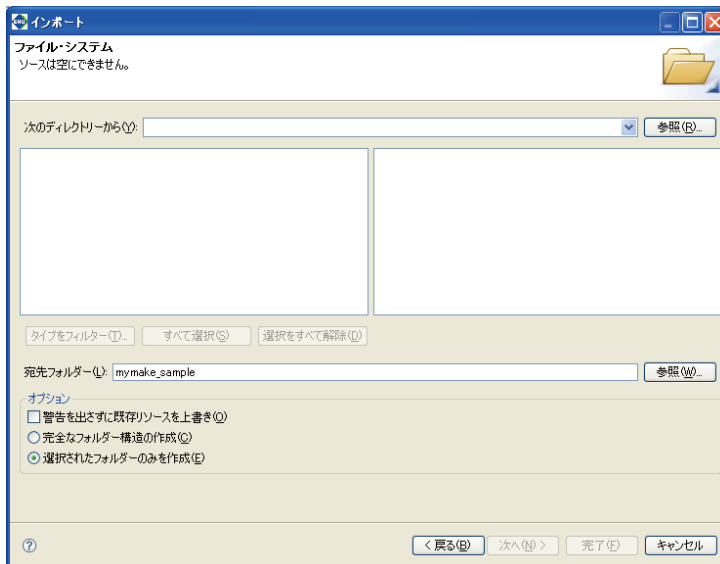 インポート
ファイル・システム
ソースは空にできません。
次のディレクトリーから(Y):
参照(R)...
タイプをフィルター(T)...
すべて選択(S)
選択をすべて解除(D)
宛先フォルダー(L): mymake_sample
参照(W)...
オプション
警告を出さずに既存リソースを上書き(O)
完全なフォルダー構造の作成(C)
選択されたフォルダーのみを作成(E)
< 戻る(B)
次へ(N) >
完了(F)
キャンセル